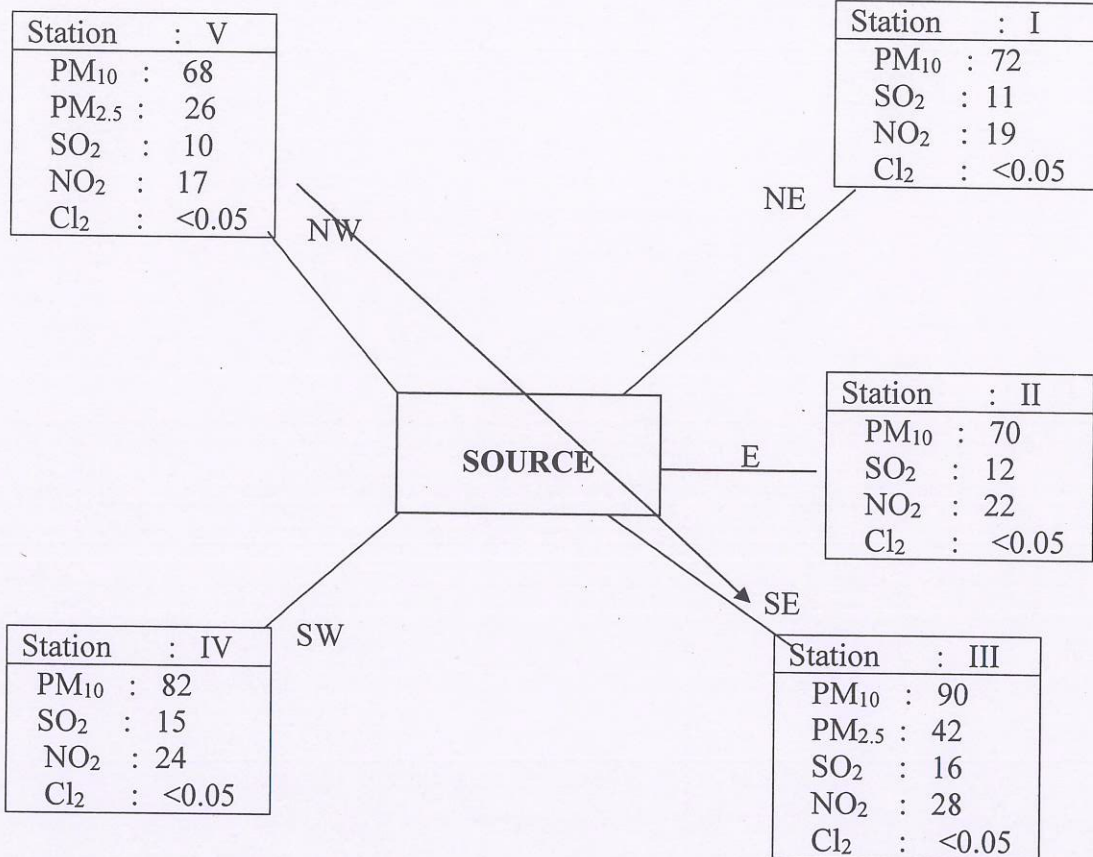 Station : V
PM10 : 68
PM2.5 : 26
SO2 : 10
NO2 : 17
Cl2 : <0.05
Station : I
PM10 : 72
SO2 : 11
NO2 : 19
Cl2 : <0.05
NW
NE
SOURCE
E
Station : II
PM10 : 70
SO2 : 12
NO2 : 22
Cl2 : <0.05
SW
SE
Station : IV
PM10 : 82
SO2 : 15
NO2 : 24
Cl2 : <0.05
Station : III
PM10 : 90
PM2.5 : 42
SO2 : 16
NO2 : 28
Cl2 : <0.05